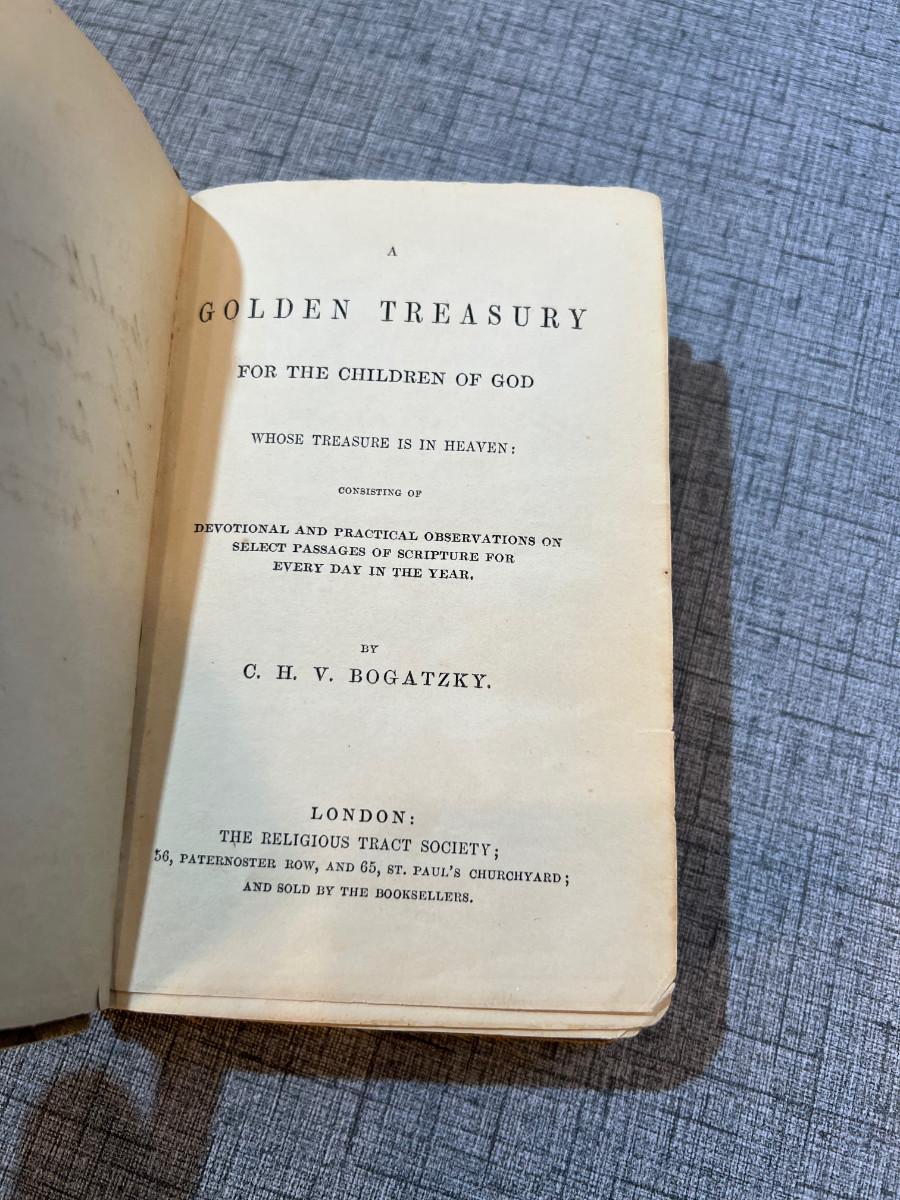 A
GOLDEN TREASURY
FOR THE CHILDREN OF GOD
WHOSE TREASURE IS IN HEAVEN:
CONSISTING OF
DEVOTIONAL AND PRACTICAL OBSERVATIONS ON
SELECT PASSAGES OF SCRIPTURE FOR
EVERY DAY IN THE YEAR.
BY
C. H. V. BOGATZKY.
LONDON:
THE RELIGIOUS TRACT SOCIETY;
56, PATERNOSTER ROW, AND 65, ST. PAUL'S CHURCHYARD;
AND SOLD BY THE BOOKSELLERS.